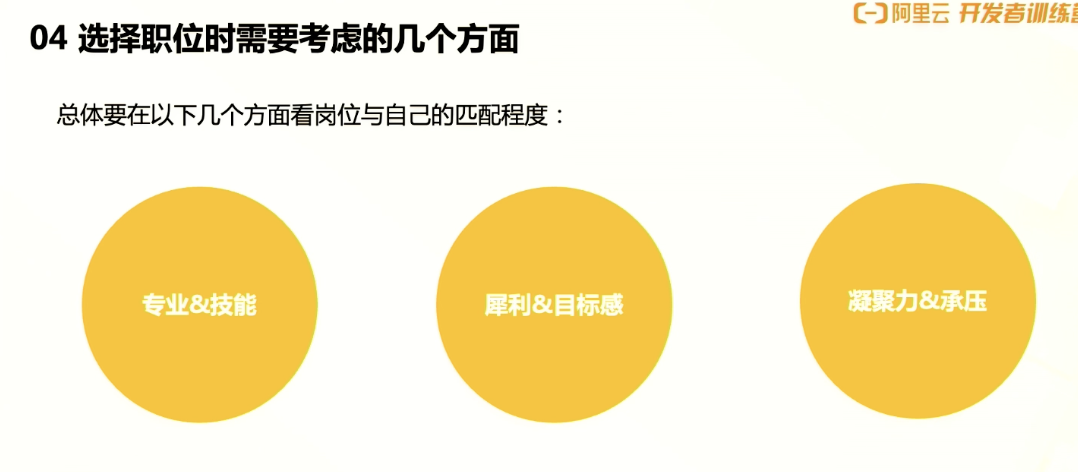 阿里云 开发者训练营
04 选择职位时需要考虑的几个方面
总体要在以下几个方面看岗位与自己的匹配程度：
专业&技能
犀利&目标感
凝聚力&承压